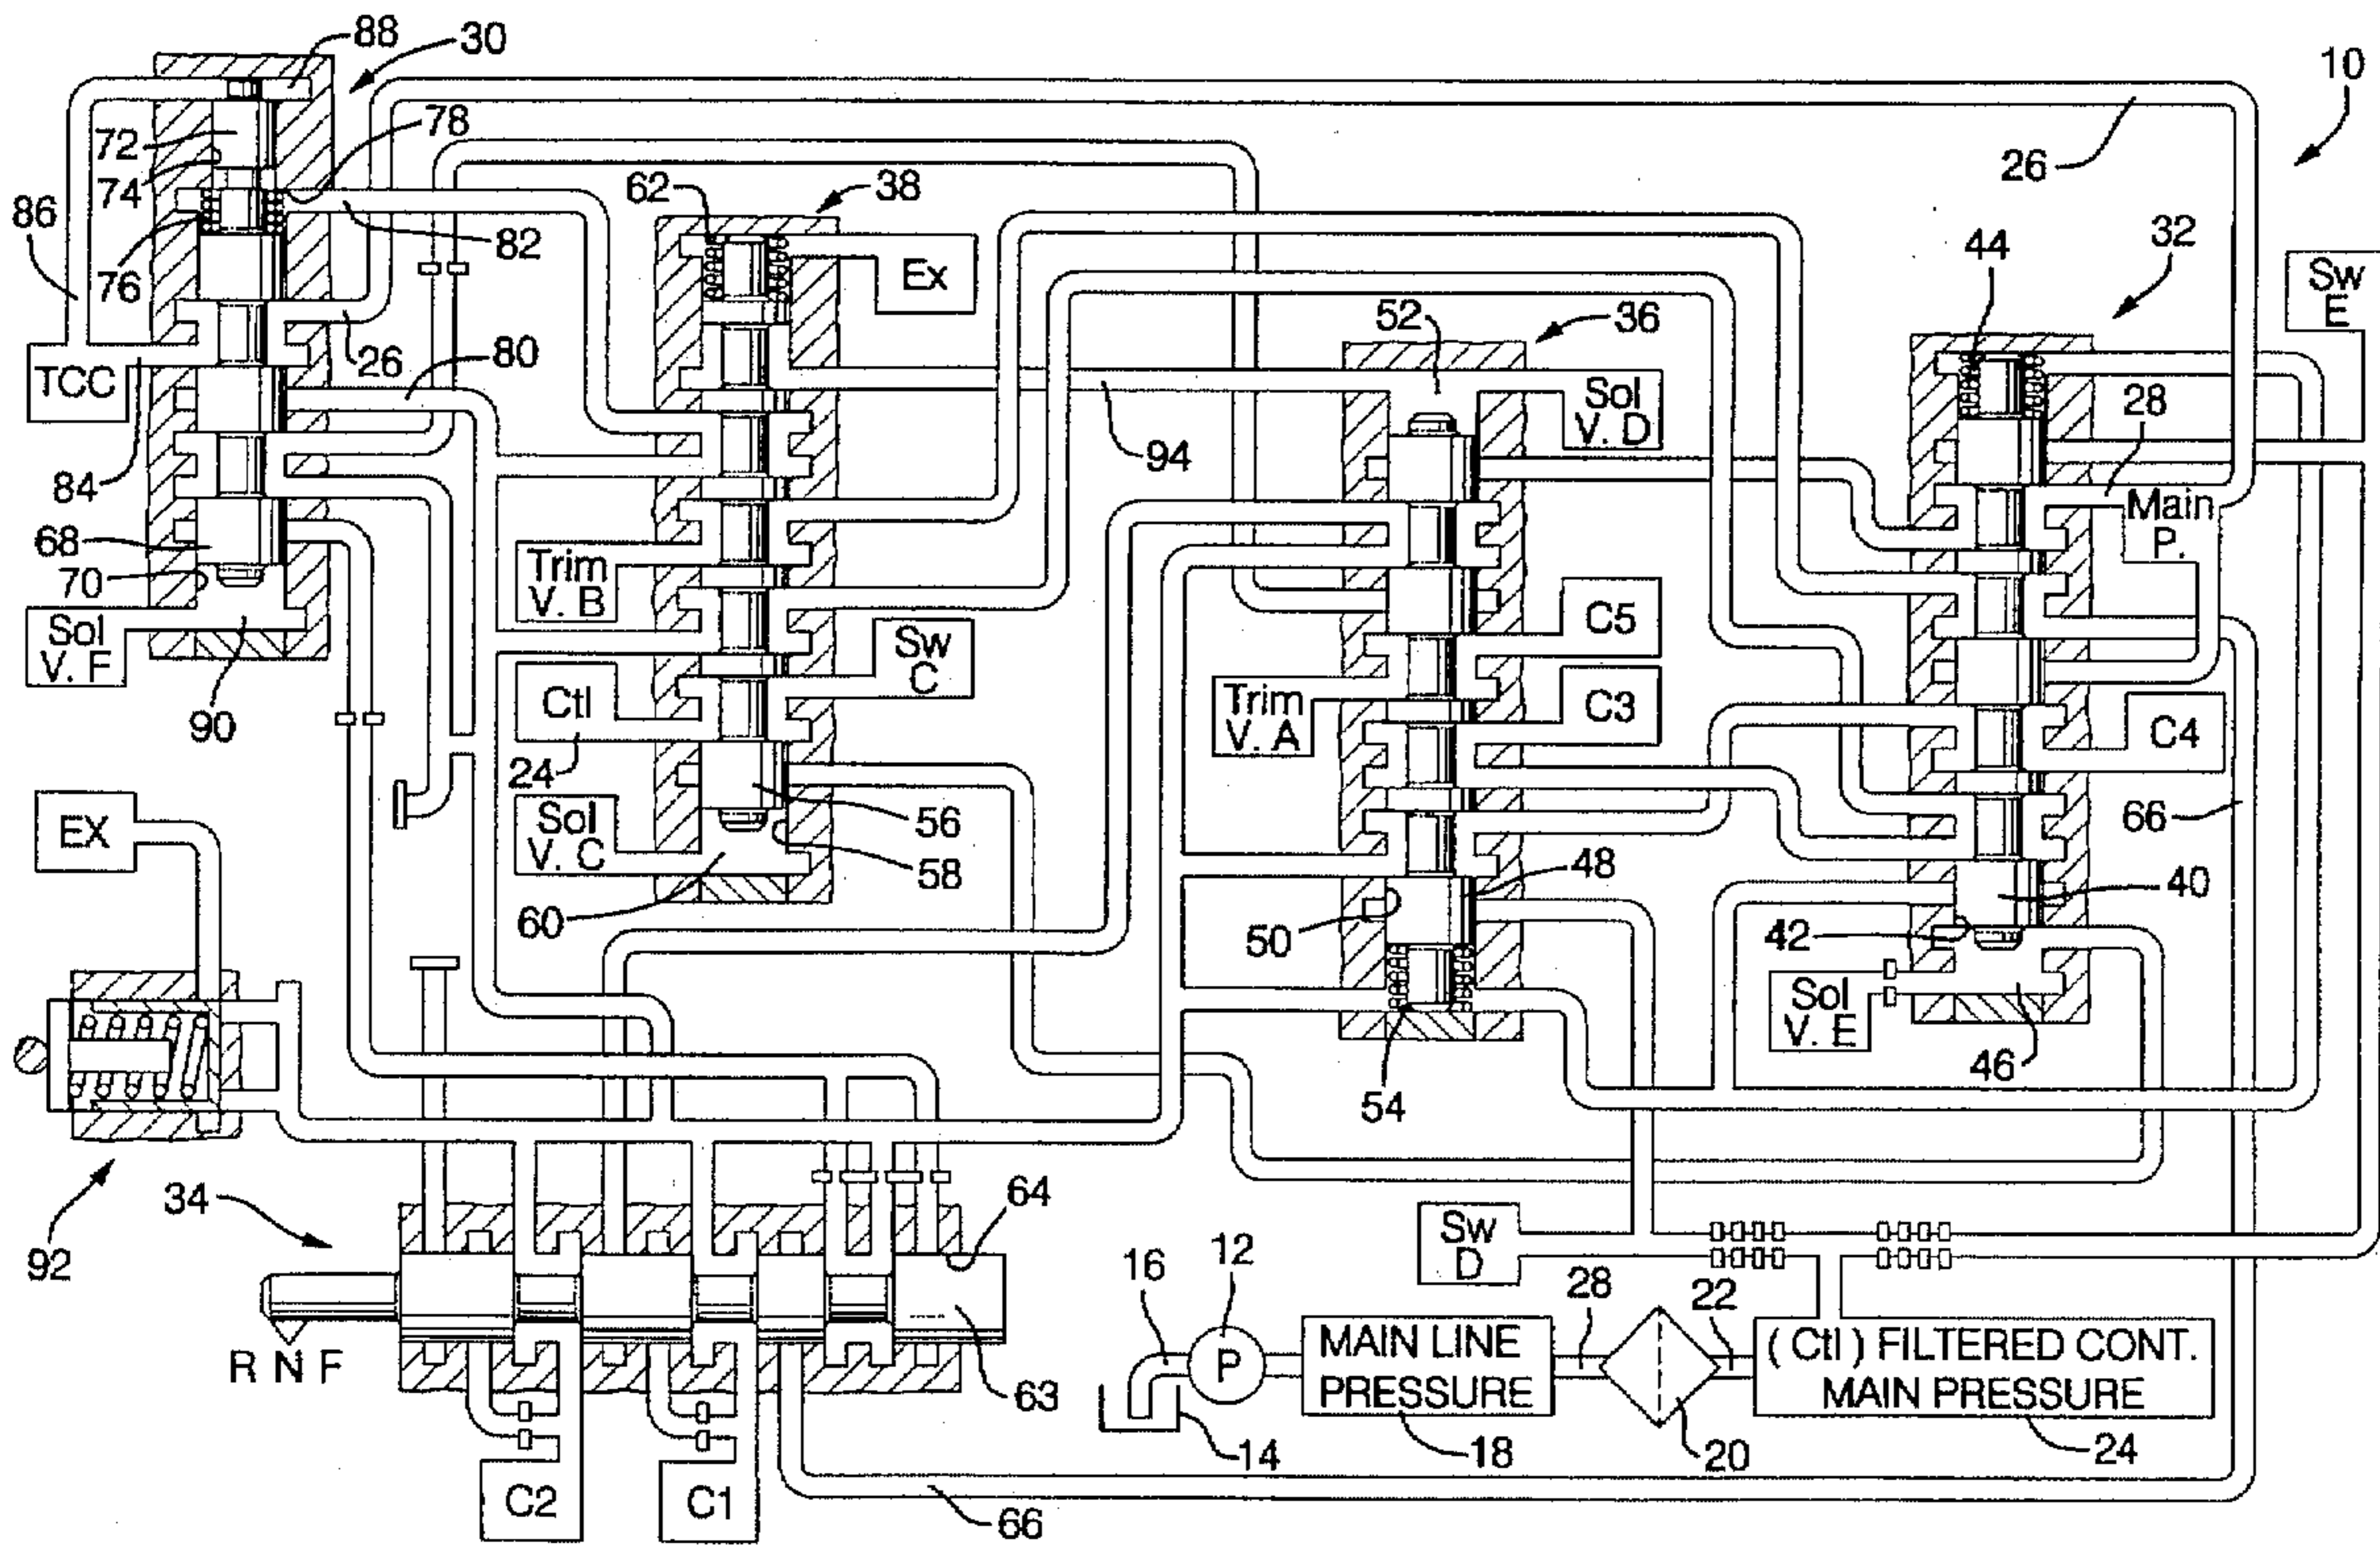 88
30
10
72
78
26
74
62
38
86
82
44
32
76
Ex
52
36
Sw
E
26
80
TCC
Sol
V. D
28
94
84
Main
P.
68
Trim
V. B
70
C5
Sol
V. F
Sw
C
90
Ctl
Trim
V. A
C3
C4
24
EX
Sol
V. C
56
66
58
48
40
60
50
42
Sol
V. E
54
46
34
64
92
Sw
D
16
12
28
22
P
MAIN LINE
PRESSURE
( Ctl ) FILTERED CONT.
MAIN PRESSURE
R N F
63
14
18
20
24
C2
C1
66